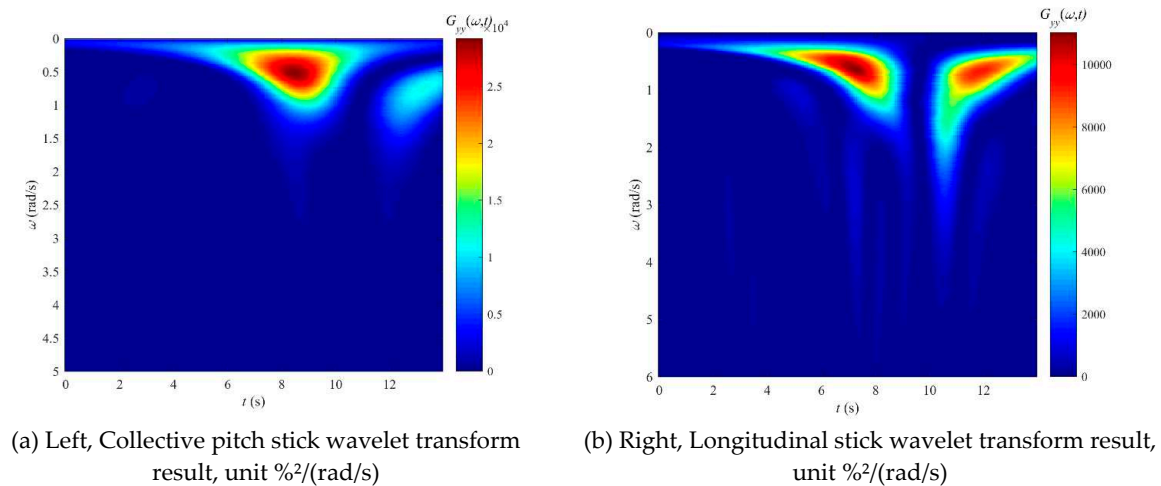 G_yy(ω,t)
×10⁴
0
0.5
1
1.5
2
2.5
3
3.5
4
4.5
5
ω (rad/s)
0 2 4 6 8 10 12
t (s)
2.5
2
1.5
1
0.5
0
G_yy(ω,t)
0
1
2
3
4
5
6
ω (rad/s)
0 2 4 6 8 10 12
t (s)
10000
8000
6000
4000
2000
0
(a) Left, Collective pitch stick wavelet transform
result, unit %²/(rad/s)
(b) Right, Longitudinal stick wavelet transform result,
unit %²/(rad/s)